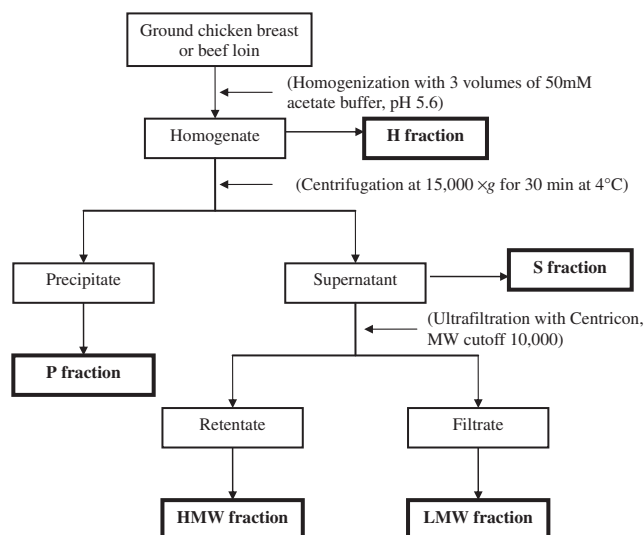 Ground chicken breast
or beef loin
(Homogenization with 3 volumes of 50mM
acetate buffer, pH 5.6)
Homogenate
H fraction
(Centrifugation at 15,000 ×g for 30 min at 4°C)
Precipitate
Supernatant
S fraction
(Ultrafiltration with Centricon,
MW cutoff 10,000)
P fraction
Retentate
Filtrate
HMW fraction
LMW fraction